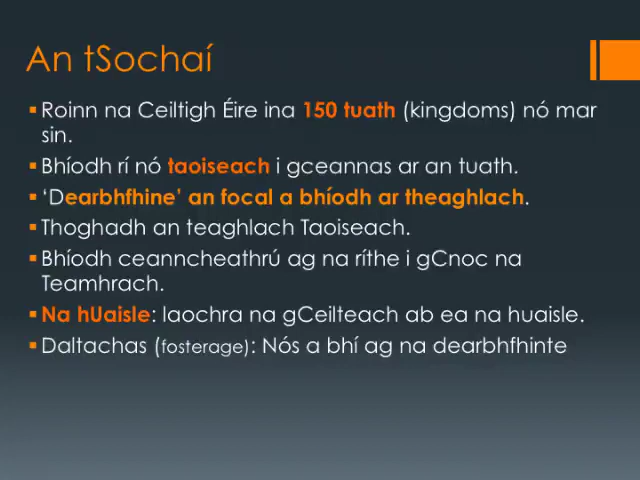 An tSochaí
▪Roinn na Ceiltigh Éire ina 150 tuath (kingdoms) nó mar
sin.
▪Bhíodh rí nó taoiseach i gceannas ar an tuath.
▪‘Dearbhfhine’ an focal a bhíodh ar theaghlach.
▪Thoghadh an teaghlach Taoiseach.
▪Bhíodh ceanncheathrú ag na ríthe i gCnoc na
Teamhrach.
▪Na hUaisle: laochra na gCeilteach ab ea na huaisle.
▪Daltachas (fosterage): Nós a bhí ag na dearbhfhinte